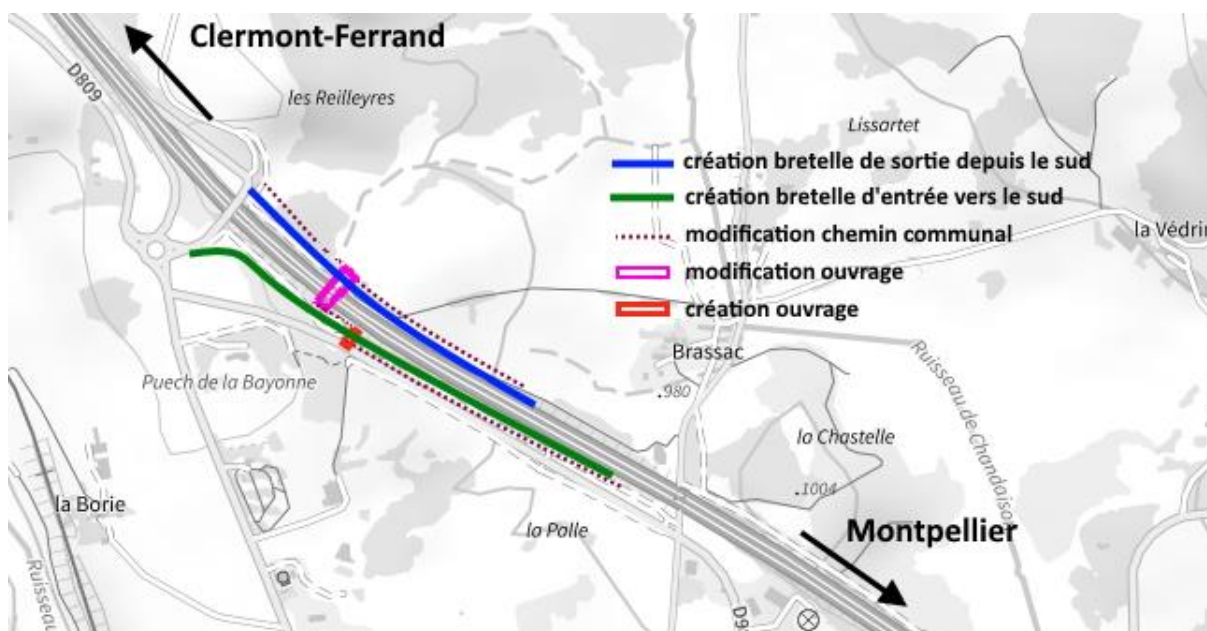 Clermont-Ferrand
D809
les Reilleyres
Lissartet
création bretelle de sortie depuis le sud
création bretelle d'entrée vers le sud
modification chemin communal
modification ouvrage
création ouvrage
la Védrin
Brassac
Puech de la Bayonne
.980
Ruisseau de Chandaison
la Chastelle
.1004
la Borie
la Palle
Montpellier
Ruisseau
D9